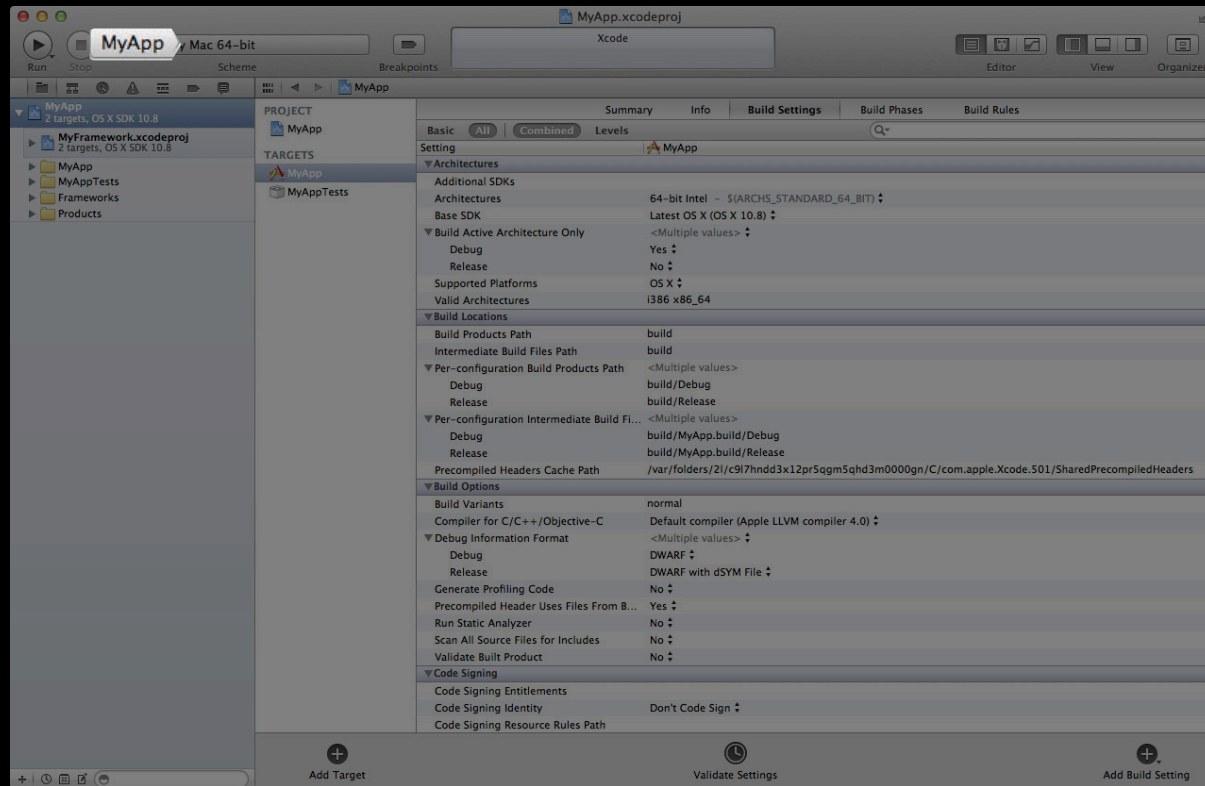 MyApp.xcodeproj
MyApp
y Mac 64-bit
Xcode
Run Stop Scheme Breakpoints Editor View Organizer
MyApp
MyApp
2 targets, OS X SDK 10.8
MyFramework.xcodeproj
2 targets, OS X SDK 10.8
MyApp
MyAppTests
Frameworks
Products
PROJECT
MyApp
TARGETS
MyApp
MyAppTests
Summary Info Build Settings Build Phases Build Rules
Basic All Combined Levels
Setting MyApp
Architectures
Additional SDKs
Architectures 64-bit Intel - $(ARCHS_STANDARD_64_BIT)
Base SDK Latest OS X (OS X 10.8)
Build Active Architecture Only <Multiple values>
Debug Yes
Release No
Supported Platforms OS X
Valid Architectures i386 x86_64
Build Locations
Build Products Path build
Intermediate Build Files Path build
Per-configuration Build Products Path <Multiple values>
Debug build/Debug
Release build/Release
Per-configuration Intermediate Build Fi... <Multiple values>
Debug build/MyApp.build/Debug
Release build/MyApp.build/Release
Precompiled Headers Cache Path /var/folders/2l/c9l7hndd3x12pr5qgm5qhd3m0000gn/C/com.apple.Xcode.501/SharedPrecompiledHeaders
Build Options
Build Variants normal
Compiler for C/C++/Objective-C Default compiler (Apple LLVM compiler 4.0)
Debug Information Format <Multiple values>
Debug DWARF
Release DWARF with dSYM File
Generate Profiling Code No
Precompiled Header Uses Files From B... Yes
Run Static Analyzer No
Scan All Source Files for Includes No
Validate Built Product No
Code Signing
Code Signing Entitlements
Code Signing Identity Don't Code Sign
Code Signing Resource Rules Path
Add Target Validate Settings Add Build Setting